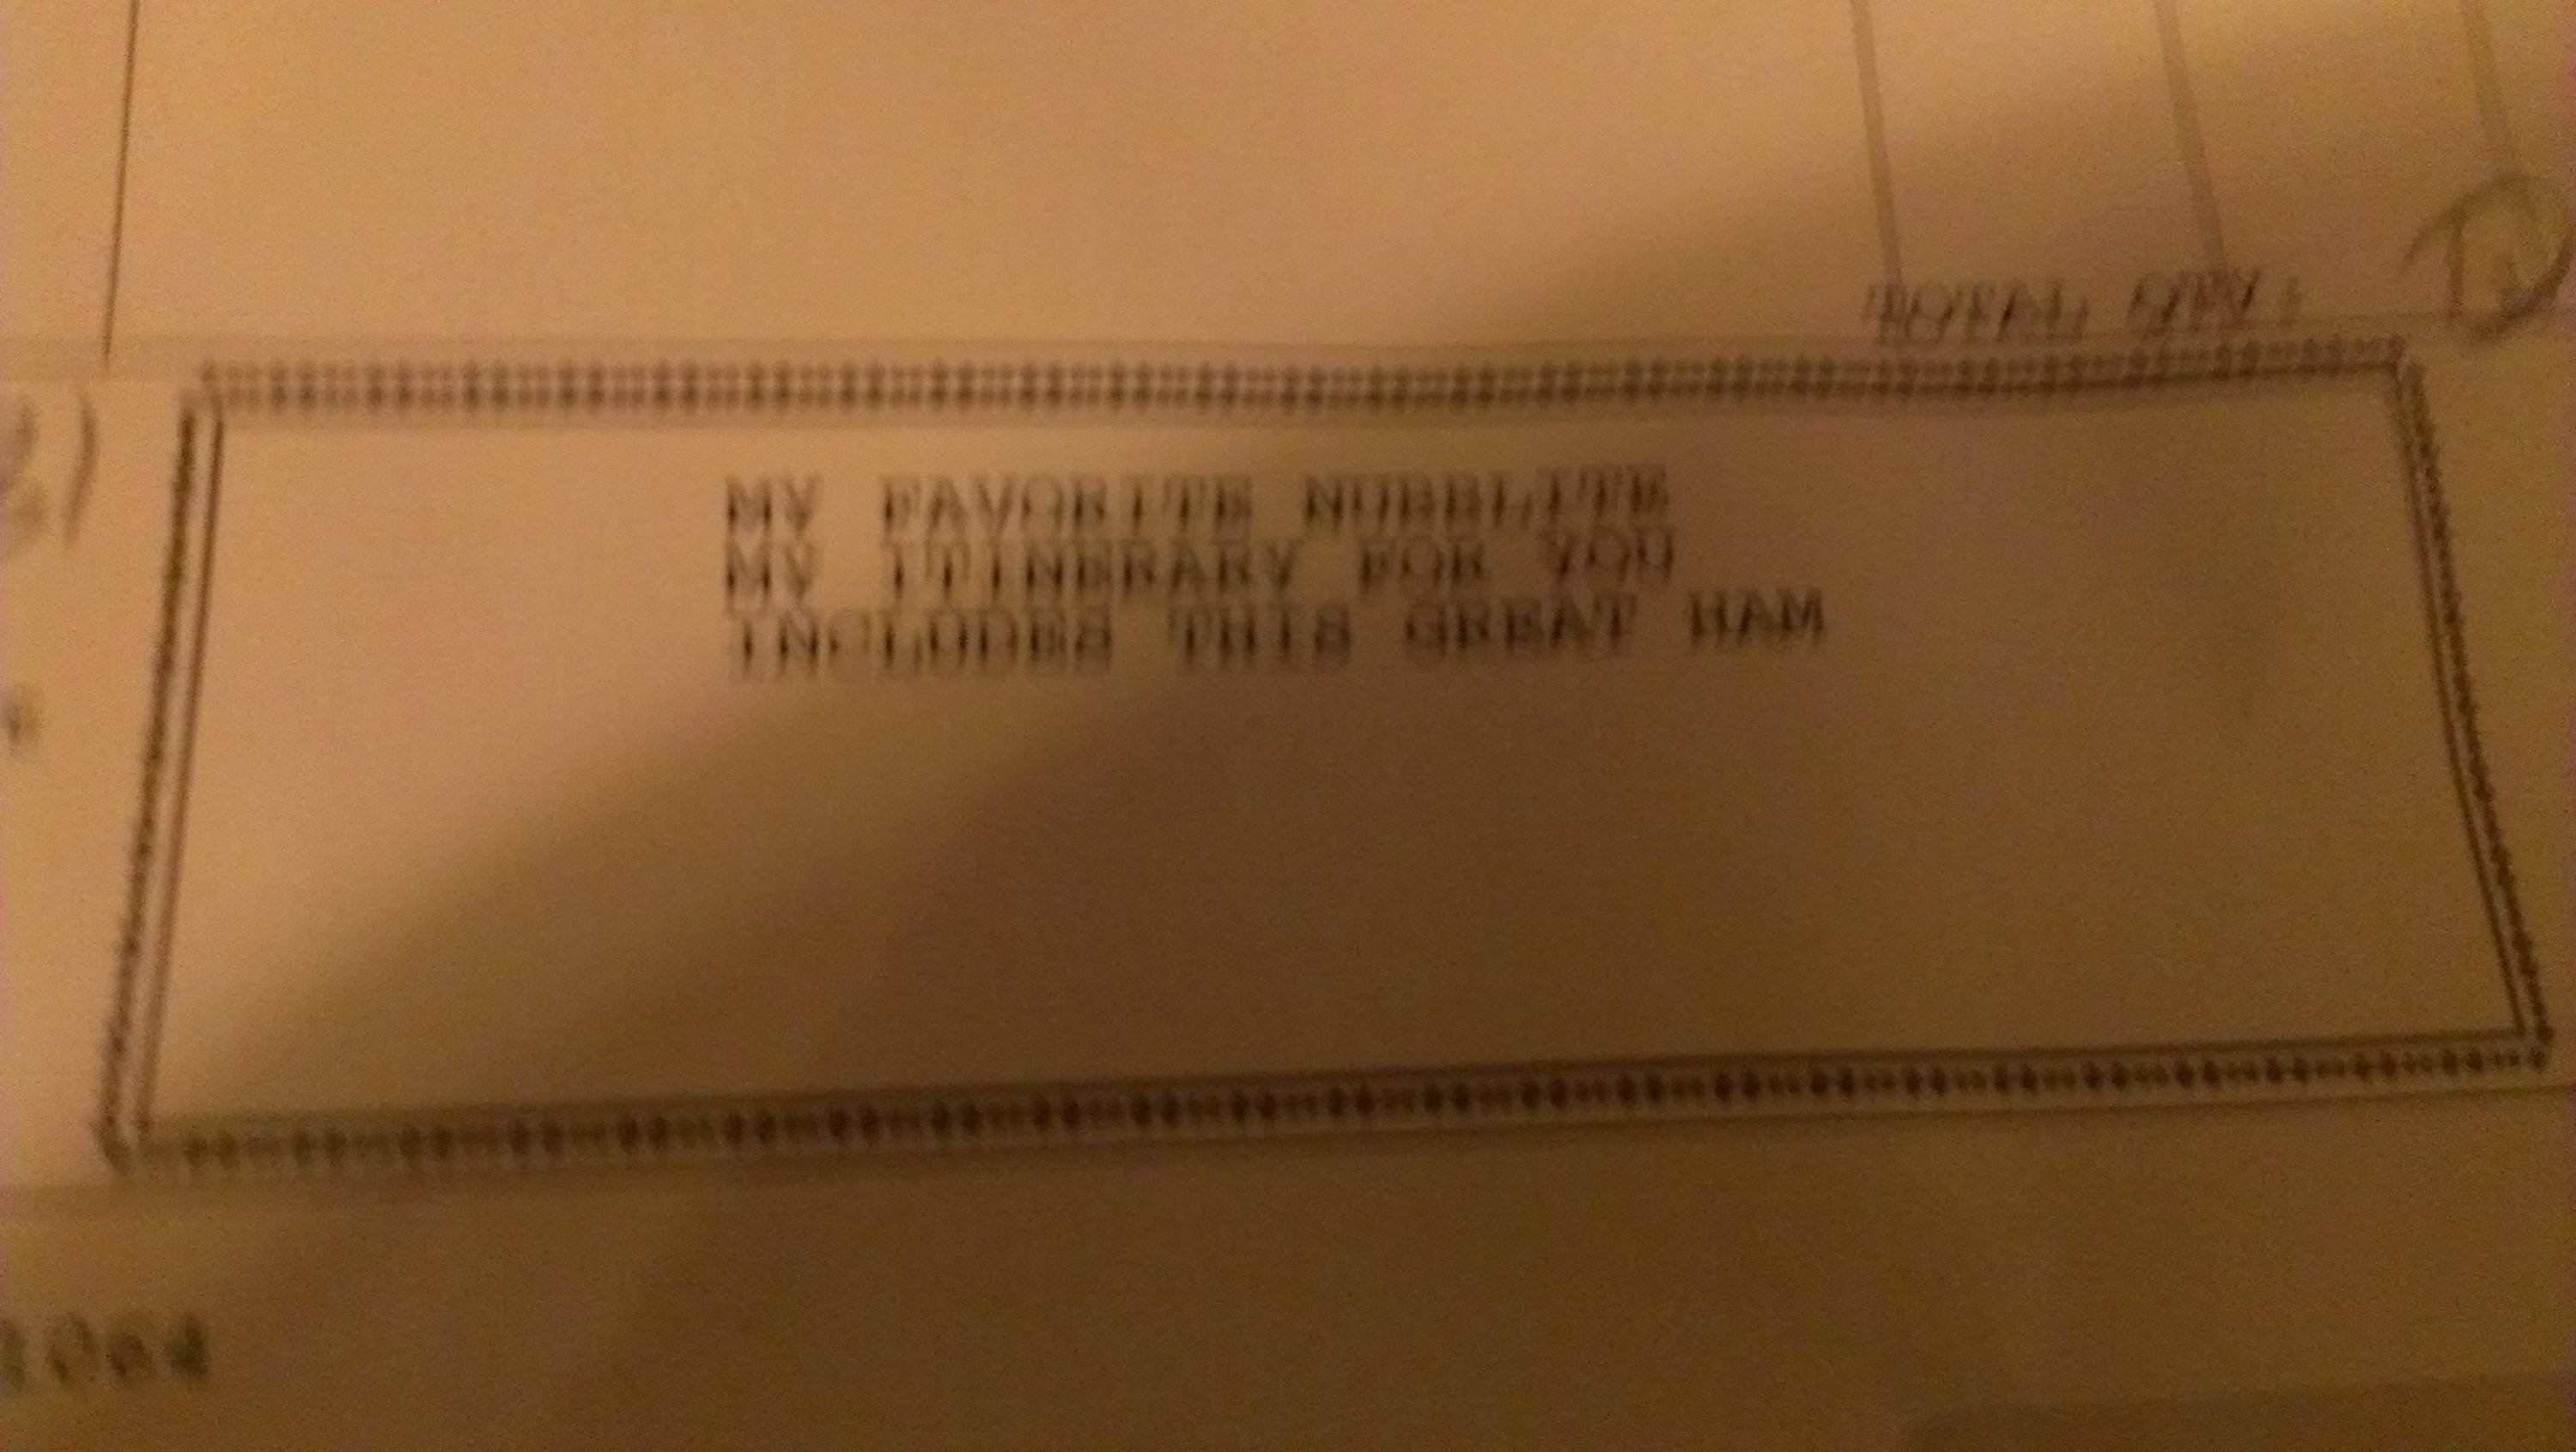 TOTAL QTY:
MY FAVORITE NUBBLITE
MY ITINERARY FOR YOU
INCLUDES THIS GREAT HAM